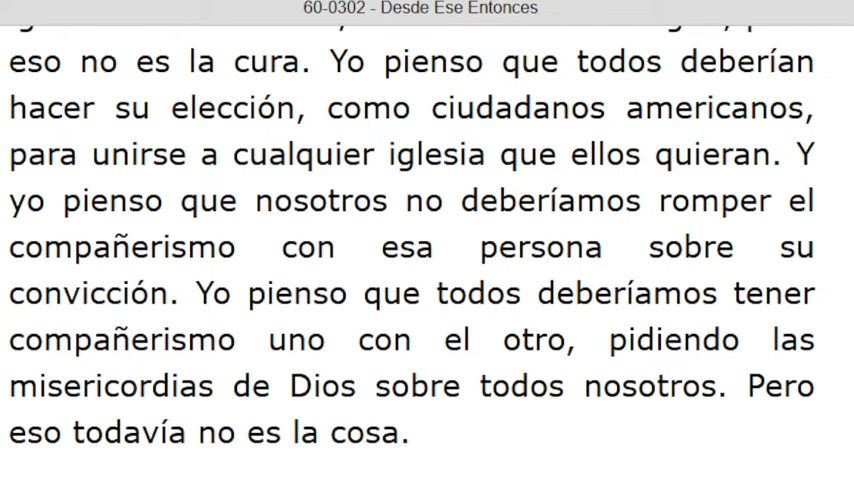 60-0302 - Desde Ese Entonces
eso no es la cura. Yo pienso que todos deberían
hacer su elección, como ciudadanos americanos,
para unirse a cualquier iglesia que ellos quieran. Y
yo pienso que nosotros no deberíamos romper el
compañerismo con esa persona sobre su
convicción. Yo pienso que todos deberíamos tener
compañerismo uno con el otro, pidiendo las
misericordias de Dios sobre todos nosotros. Pero
eso todavía no es la cosa.